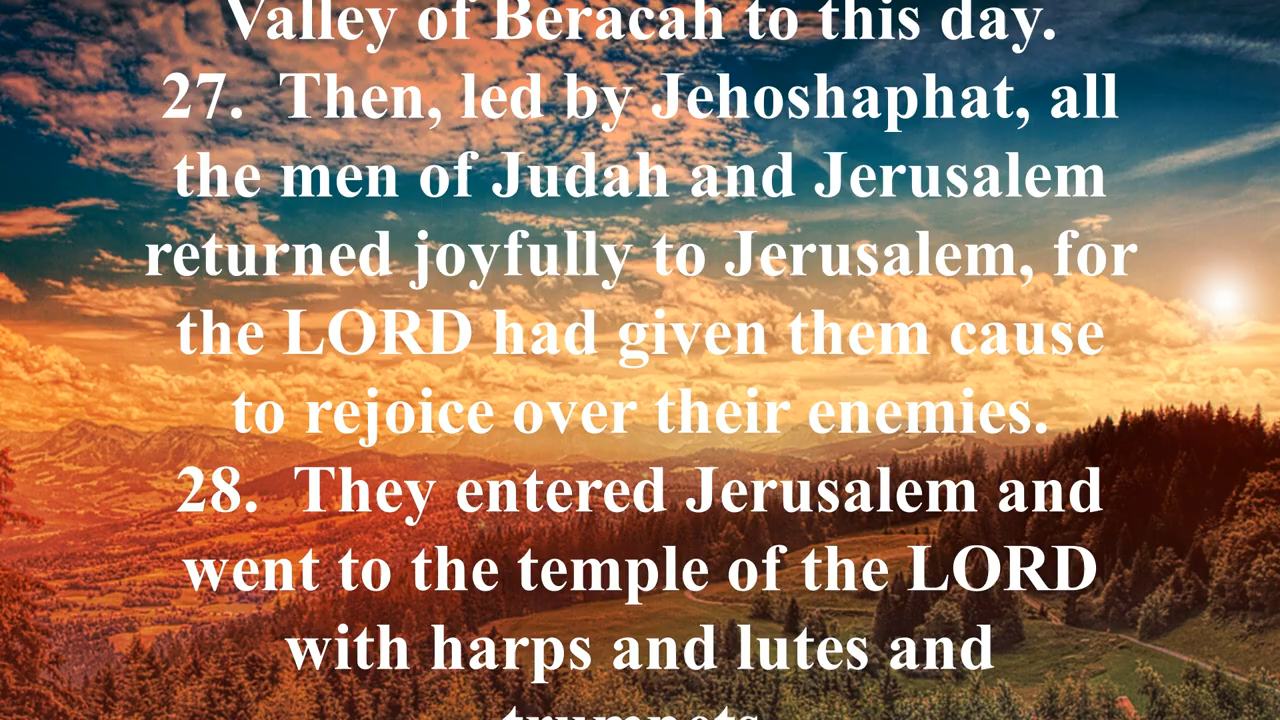 Valley of Beracah to this day.
27. Then, led by Jehoshaphat, all
the men of Judah and Jerusalem
returned joyfully to Jerusalem, for
the LORD had given them cause
to rejoice over their enemies.
28. They entered Jerusalem and
went to the temple of the LORD
with harps and lutes and